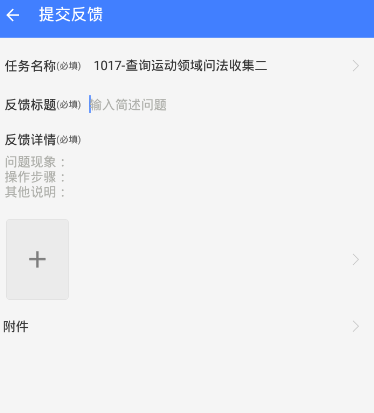 提交反馈
任务名称(必填) 1017-查询运动领域问法收集二
反馈标题(必填) 输入简述问题
反馈详情(必填)
问题现象：
操作步骤：
其他说明：
附件